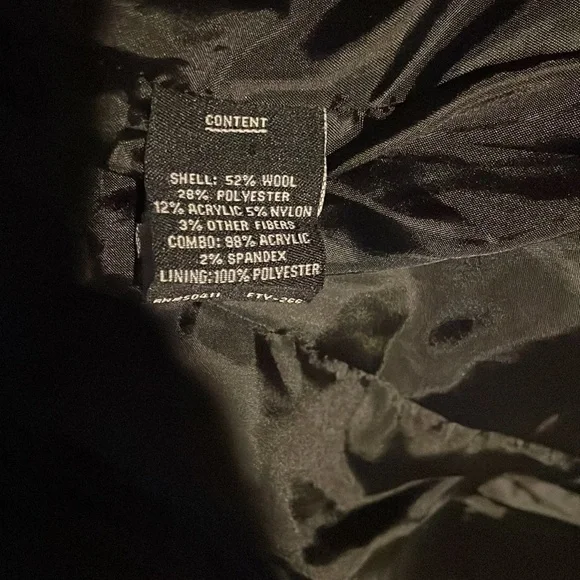 CONTENT
SHELL: 52% WOOL
28% POLYESTER
12% ACRYLIC 5% NYLON
3% OTHER FIBERS
COMBO: 98% ACRYLIC
2% SPANDEX
LINING:100% POLYESTER